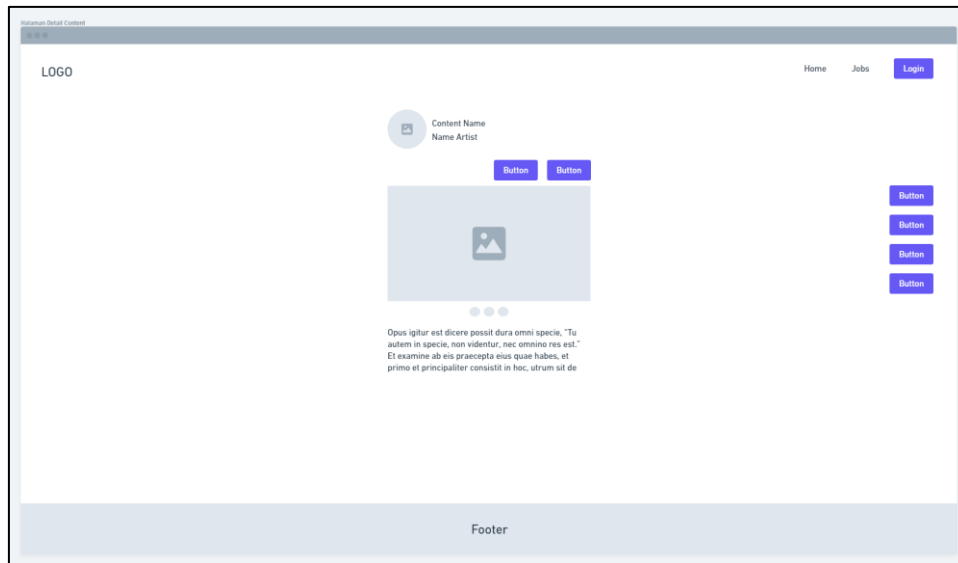 Halaman Detail Content
LOGO
Home Jobs Login
Content Name
Name Artist
Button Button
Button
Button
Button
Button
Opus igitur est dicere possit dura omni specie, "Tu
autem in specie, non videntur, nec omnino res est."
Et examine ab eis praecepta eius quae habes, et
primo et principaliter consistit in hoc, utrum sit de
Footer